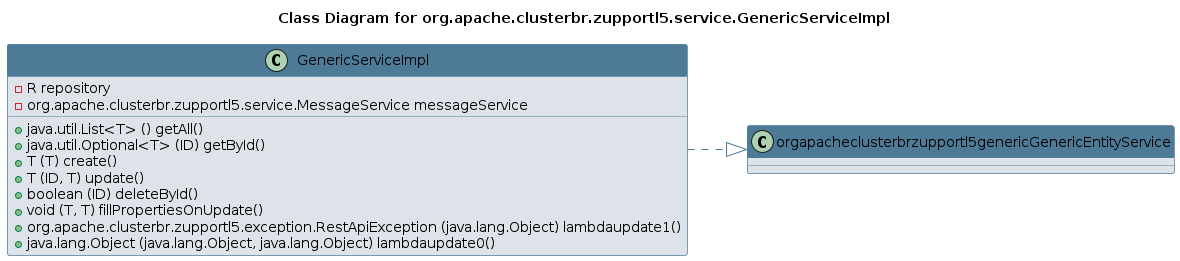 Class Diagram for org.apache.clusterbr.zupportl5.service.GenericServiceImpl
C GenericServiceImpl
R repository
org.apache.clusterbr.zupportl5.service.MessageService messageService
java.util.List<T> () getAll()
java.util.Optional<T> (ID) getById()
T (T) create()
T (ID, T) update()
boolean (ID) deleteById()
void (T, T) fillPropertiesOnUpdate()
org.apache.clusterbr.zupportl5.exception.RestApiException (java.lang.Object) lambdaupdate1()
java.lang.Object (java.lang.Object, java.lang.Object) lambdaupdate0()
C orgapacheclusterbrzupportl5genericGenericEntityService